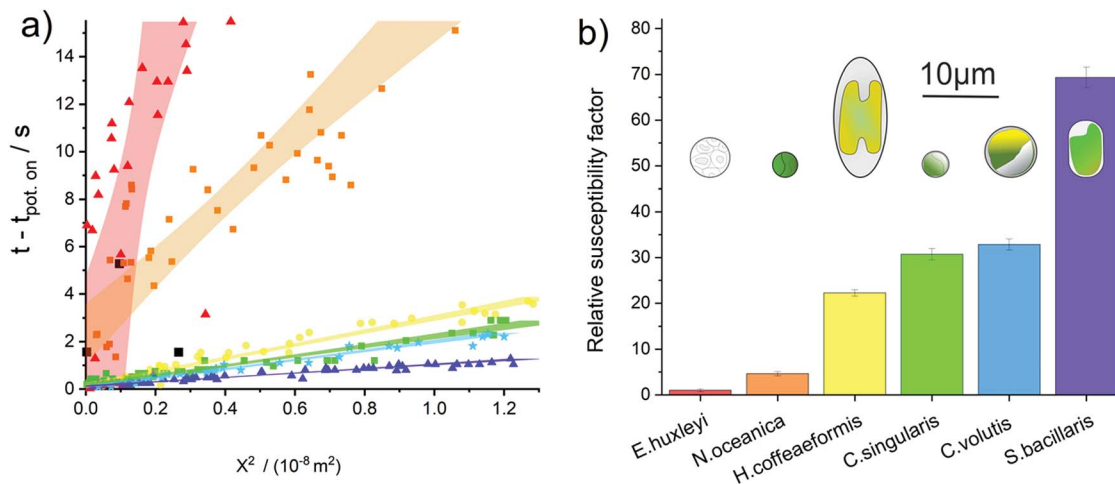 a)
t - t pot. on / s
14
12
10
8
6
4
2
0
0.0 0.2 0.4 0.6 0.8 1.0 1.2
X² / (10⁻⁸ m²)
b)
Relative susceptibility factor
80
70
60
50
40
30
20
10
0
10µm
E.huxleyi
N.oceanica
H.coffeaeformis
C.singularis
C.volutis
S.bacillaris